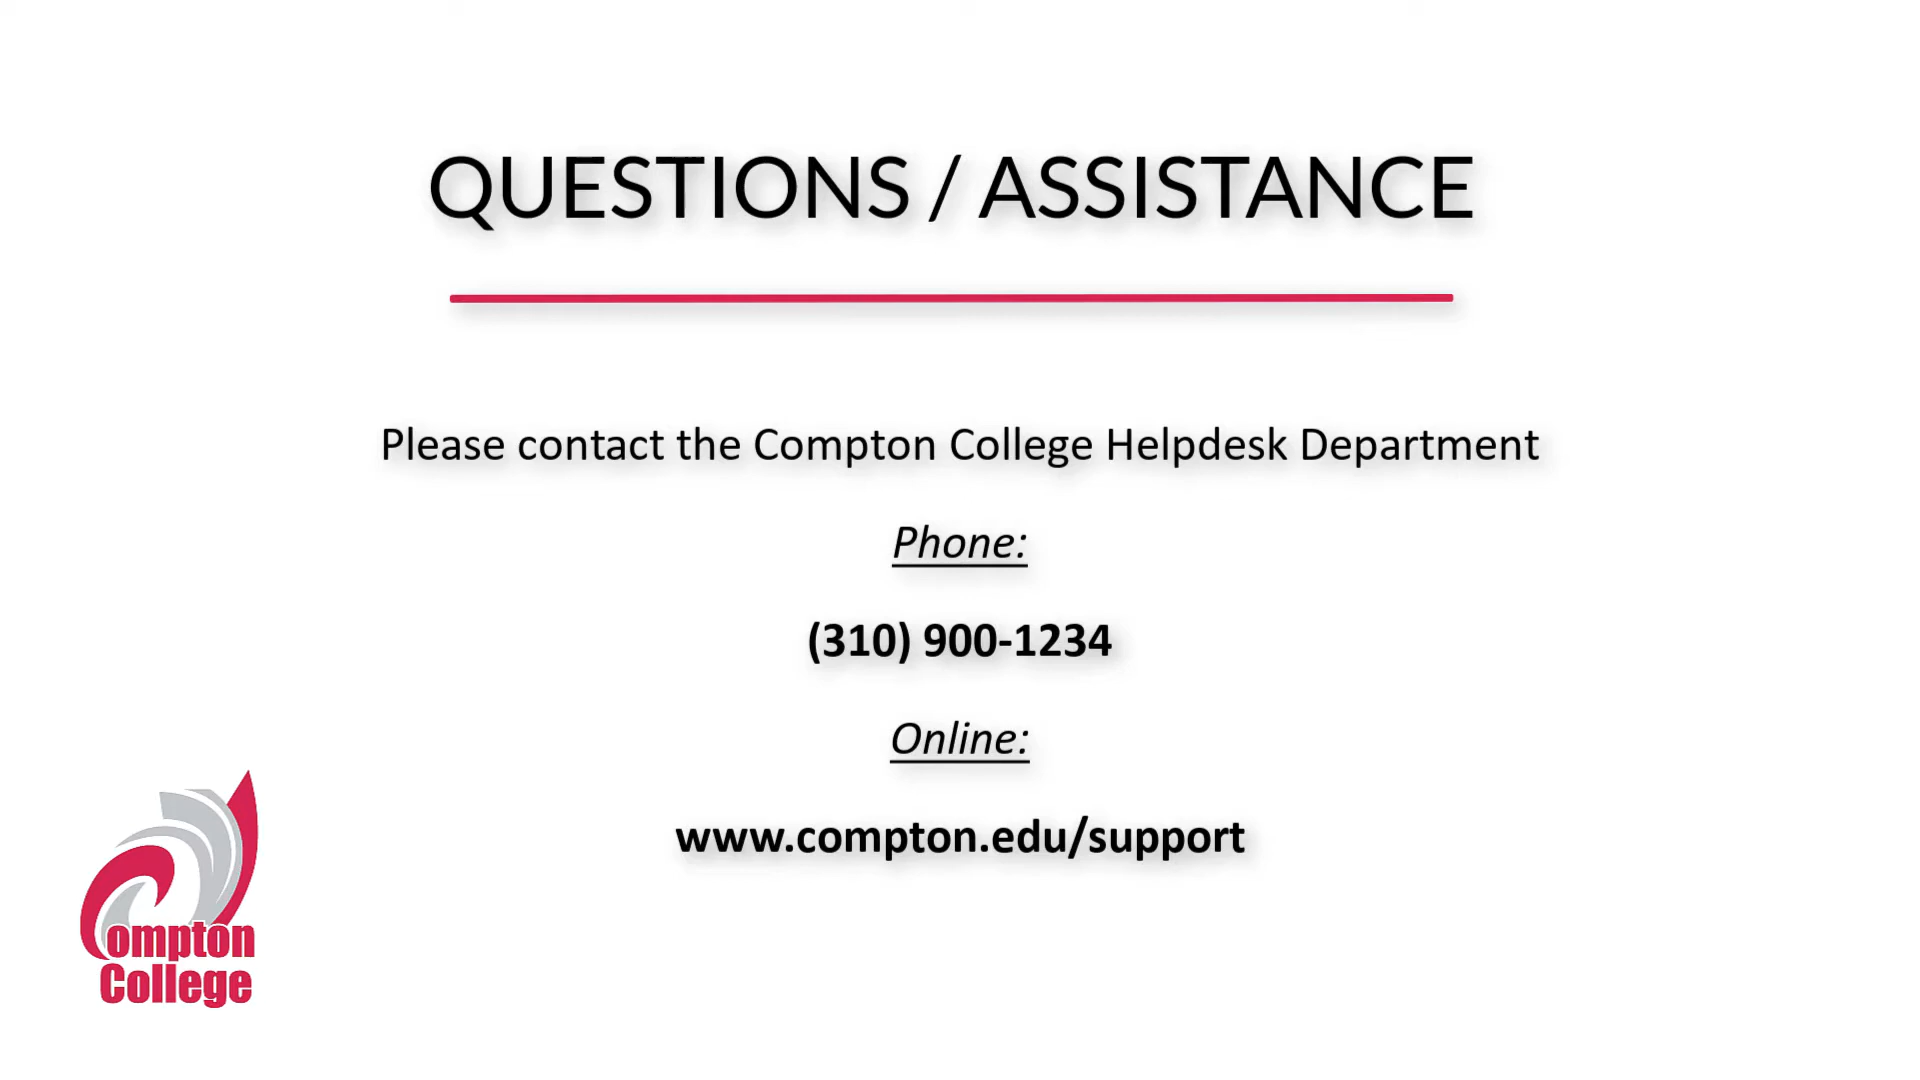 QUESTIONS / ASSISTANCE
Please contact the Compton College Helpdesk Department
Phone:
(310) 900-1234
Online:
www.compton.edu/support
Compton
College